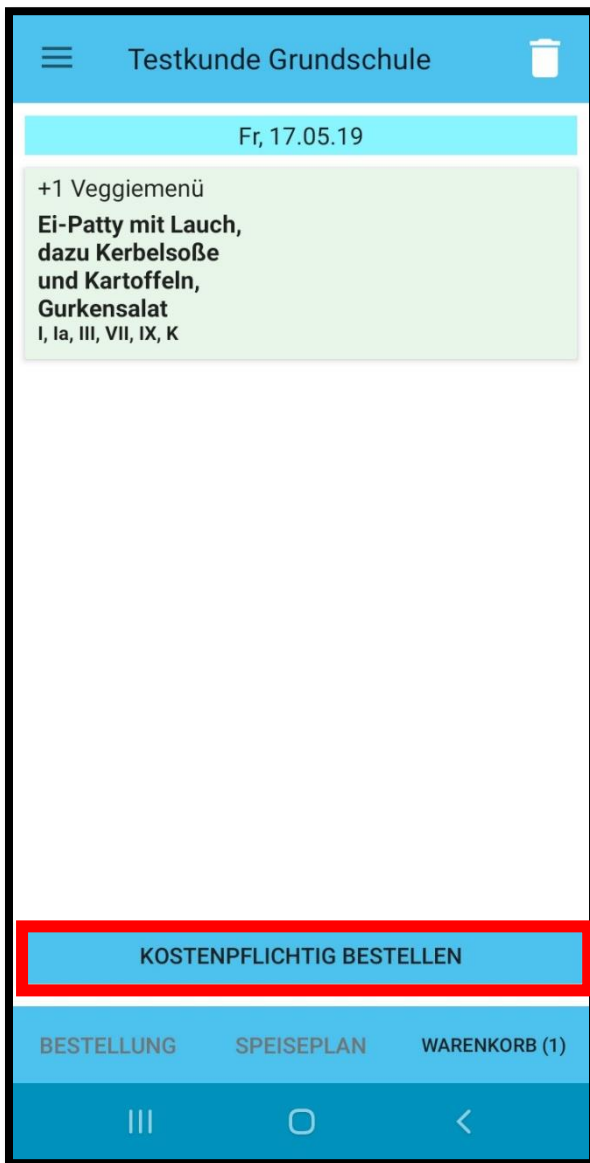 Testkunde Grundschule
Fr, 17.05.19
+1 Veggiemenü
Ei-Patty mit Lauch,
dazu Kerbelsoße
und Kartoffeln,
Gurkensalat
I, Ia, III, VII, IX, K
KOSTENPFLICHTIG BESTELLEN
BESTELLUNG SPEISEPLAN WARENKORB (1)